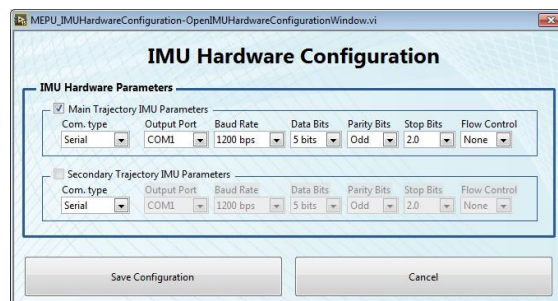 MEPU_IMUHardwareConfiguration-OpenIMUHardwareConfigurationWindow.vi
IMU Hardware Configuration
IMU Hardware Parameters
Main Trajectory IMU Parameters
Com. type Output Port Baud Rate Data Bits Parity Bits Stop Bits Flow Control
Serial COM1 1200 bps 5 bits Odd 2.0 None
Secondary Trajectory IMU Parameters
Com. type Output Port Baud Rate Data Bits Parity Bits Stop Bits Flow Control
Serial COM1 1200 bps 5 bits Odd 2.0 None
Save Configuration Cancel